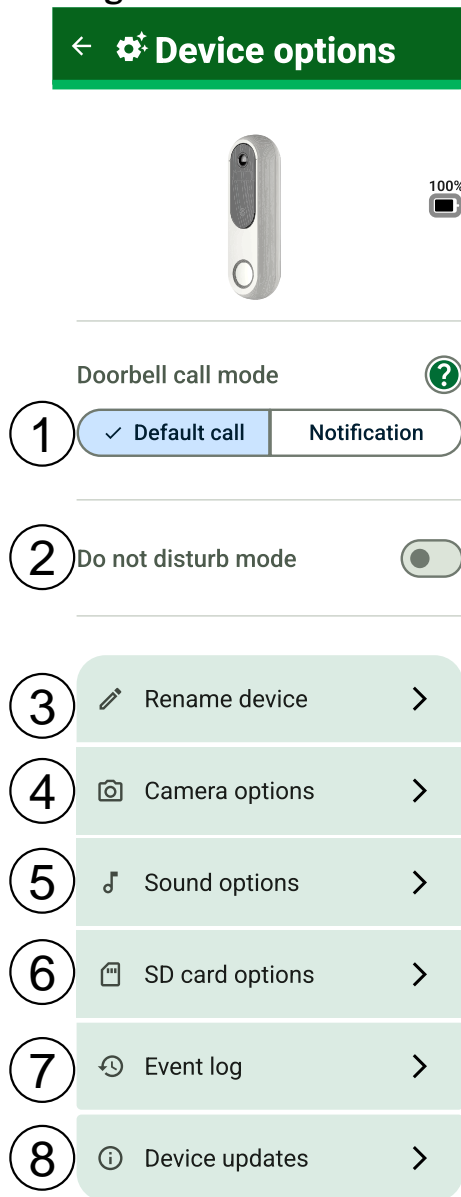 Device options
100%
Doorbell call mode
?
1
Default call
Notification
2
Do not disturb mode
3
Rename device
4
Camera options
5
Sound options
6
SD card options
7
Event log
8
Device updates